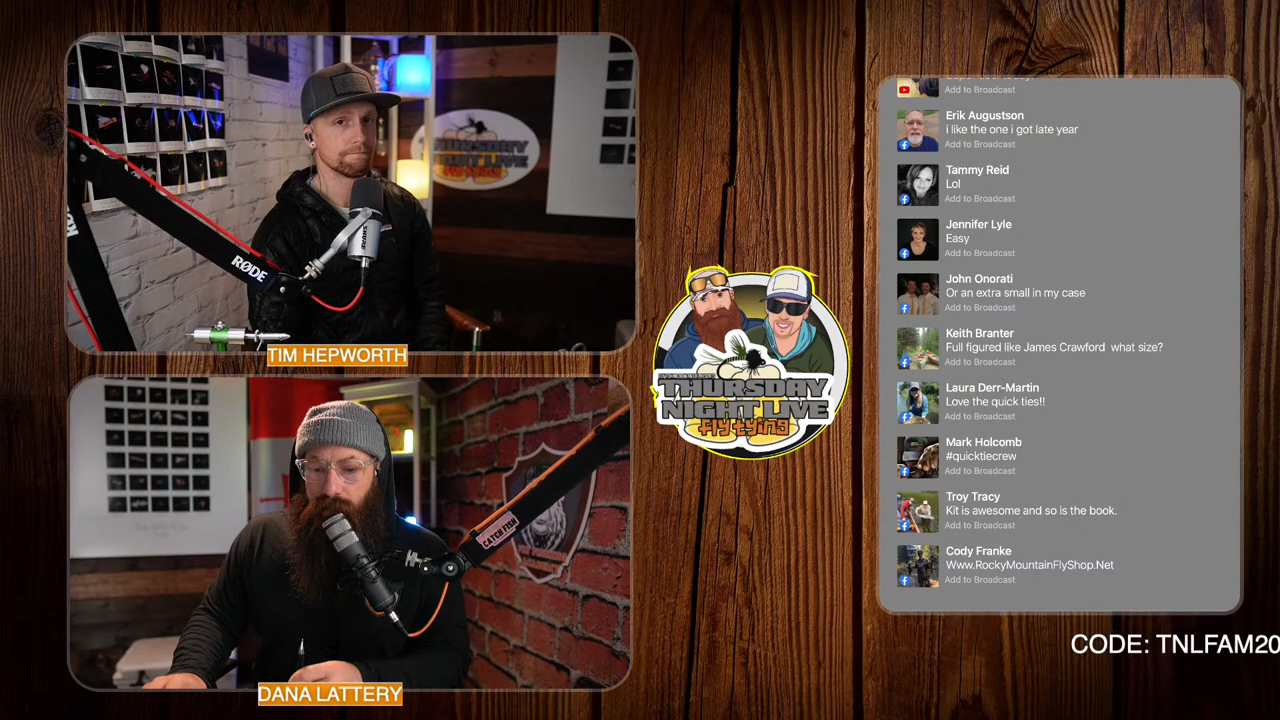 RØDE
SHURE
THURSDAY
NIGHT LIVE
TIM HEPWORTH
CATCH FISH
DANA LATTERY
THURSDAY
NIGHT LIVE
fly tying
Add to Broadcast
Erik Augustson
i like the one i got late year
Add to Broadcast
Tammy Reid
Lol
Add to Broadcast
Jennifer Lyle
Easy
Add to Broadcast
John Onorati
Or an extra small in my case
Add to Broadcast
Keith Branter
Full figured like James Crawford  what size?
Add to Broadcast
Laura Derr-Martin
Love the quick ties!!
Add to Broadcast
Mark Holcomb
#quicktiecrew
Add to Broadcast
Troy Tracy
Kit is awesome and so is the book.
Add to Broadcast
Cody Franke
Www.RockyMountainFlyShop.Net
Add to Broadcast
CODE: TNLFAM20